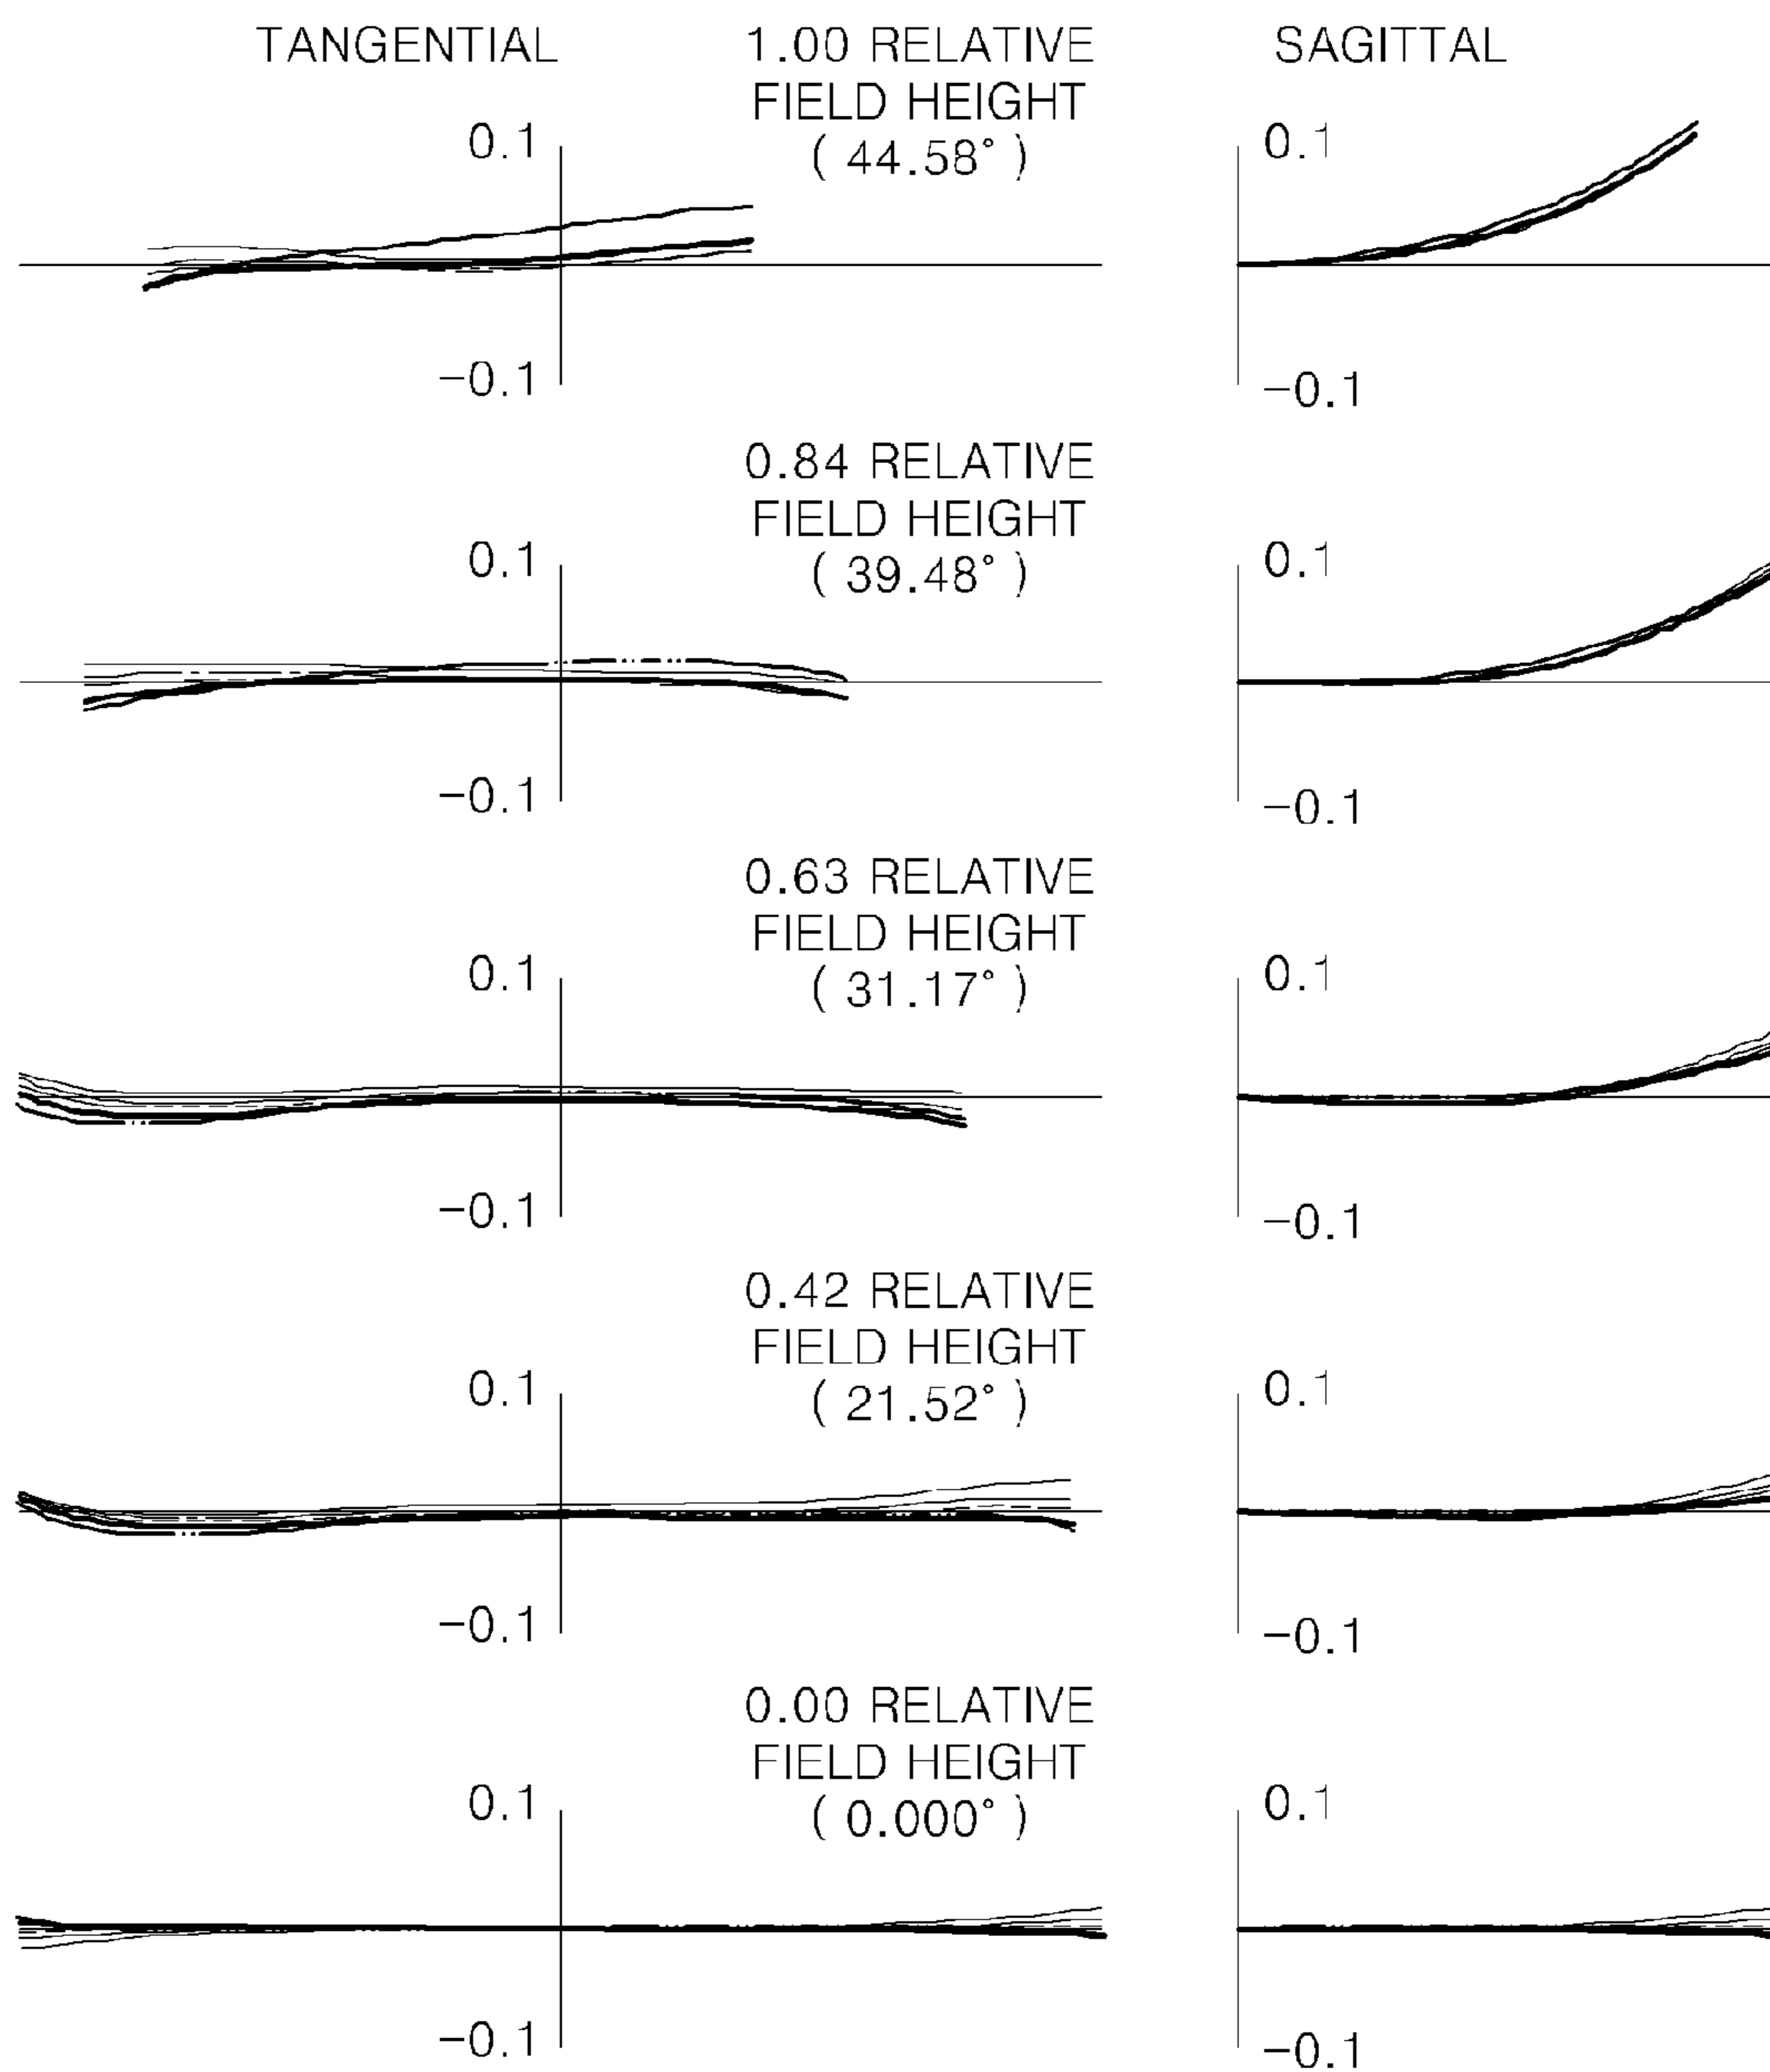 TANGENTIAL
1.00 RELATIVE
FIELD HEIGHT
( 44.58° )
SAGITTAL
0.1
−0.1
0.1
−0.1
0.84 RELATIVE
FIELD HEIGHT
( 39.48° )
0.1
−0.1
0.1
−0.1
0.63 RELATIVE
FIELD HEIGHT
( 31.17° )
0.1
−0.1
0.1
−0.1
0.42 RELATIVE
FIELD HEIGHT
( 21.52° )
0.1
−0.1
0.1
−0.1
0.00 RELATIVE
FIELD HEIGHT
( 0.000° )
0.1
−0.1
0.1
−0.1